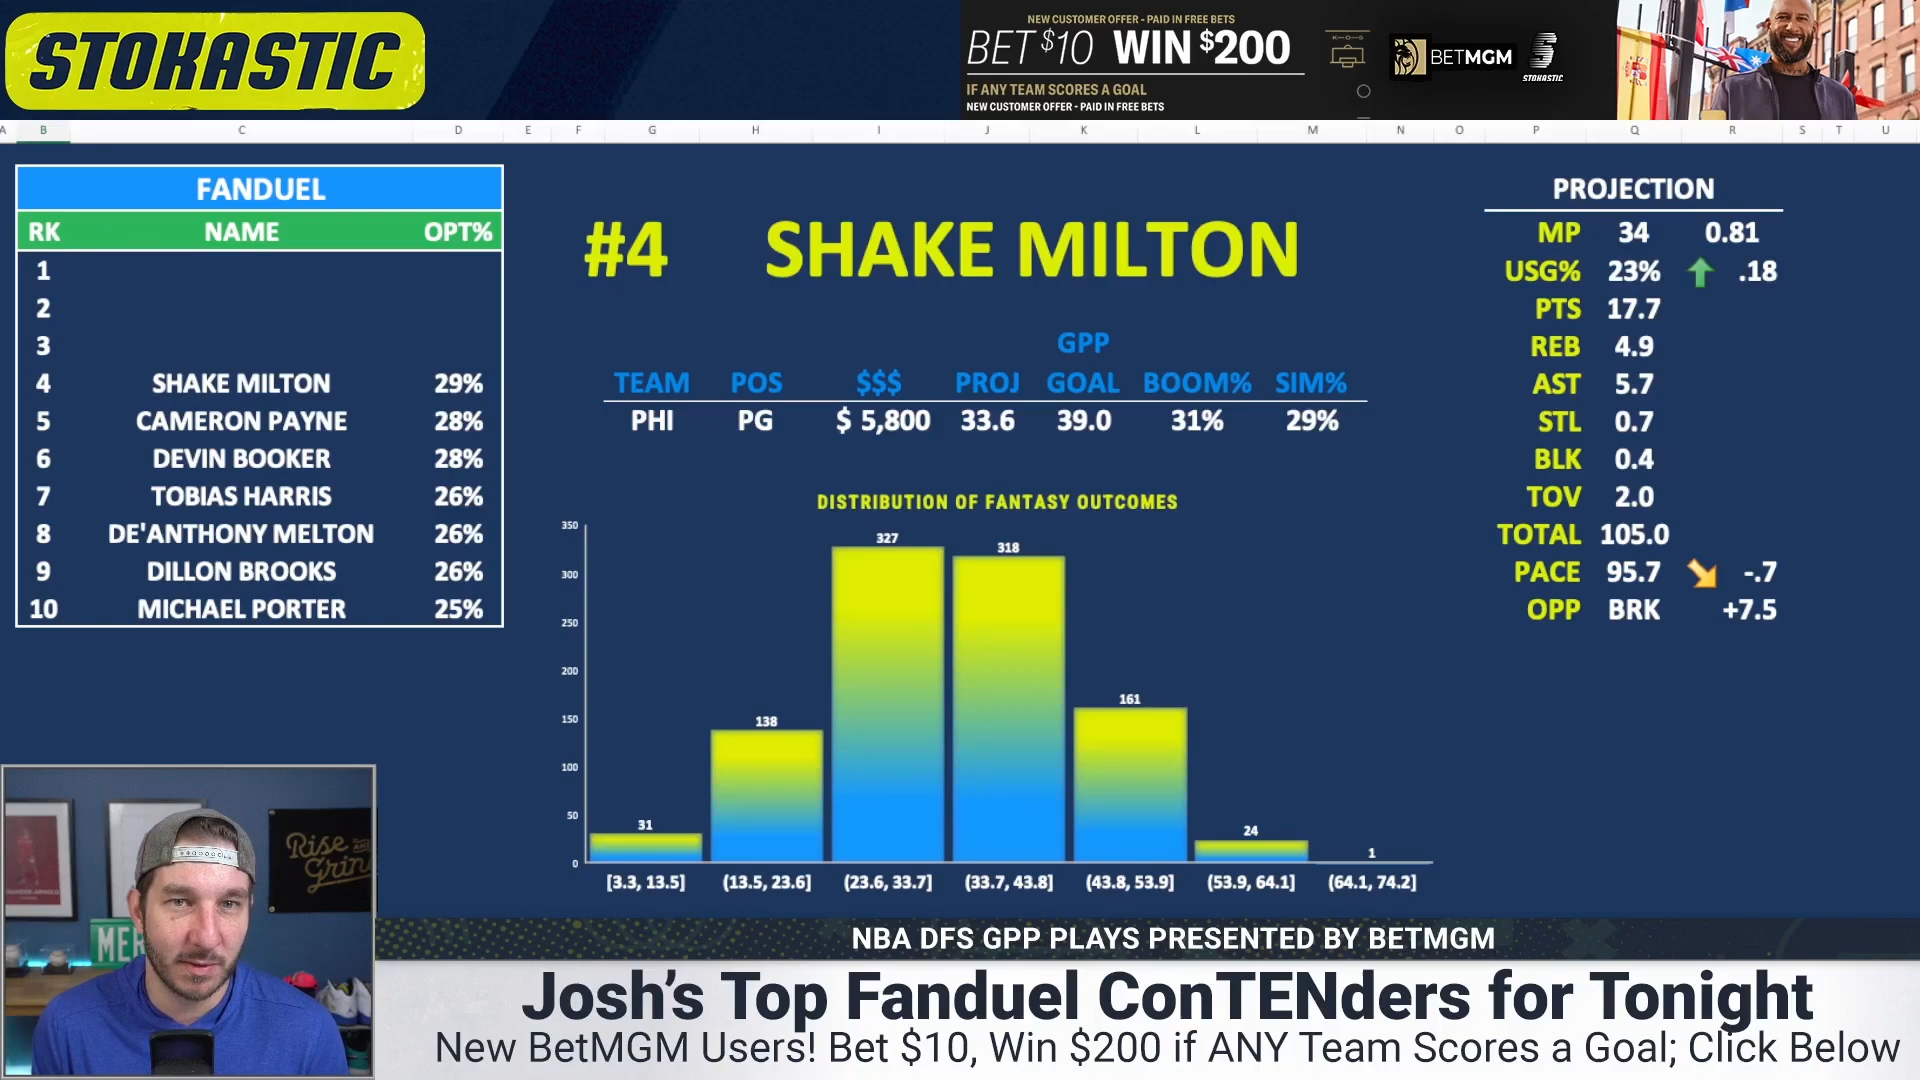 STOKASTIC
NEW CUSTOMER OFFER - PAID IN FREE BETS
BET $10 WIN $200
IF ANY TEAM SCORES A GOAL
NEW CUSTOMER OFFER - PAID IN FREE BETS
BETMGM
STOKASTIC
A B C D E F G H I J K L M N O P Q R S T U
FANDUEL
RK NAME OPT%
1
2
3
4 SHAKE MILTON 29%
5 CAMERON PAYNE 28%
6 DEVIN BOOKER 28%
7 TOBIAS HARRIS 26%
8 DE'ANTHONY MELTON 26%
9 DILLON BROOKS 26%
10 MICHAEL PORTER 25%
#4 SHAKE MILTON
GPP
TEAM POS $$$ PROJ GOAL BOOM% SIM%
PHI PG $ 5,800 33.6 39.0 31% 29%
DISTRIBUTION OF FANTASY OUTCOMES
350
300
250
200
150
100
50
0
31 138 327 318 161 24 1
[3.3, 13.5] (13.5, 23.6] (23.6, 33.7] (33.7, 43.8] (43.8, 53.9] (53.9, 64.1] (64.1, 74.2]
PROJECTION
MP 34 0.81
USG% 23% .18
PTS 17.7
REB 4.9
AST 5.7
STL 0.7
BLK 0.4
TOV 2.0
TOTAL 105.0
PACE 95.7 -.7
OPP BRK +7.5
Rise
Grin
MER
NBA DFS GPP PLAYS PRESENTED BY BETMGM
Josh's Top Fanduel ConTENders for Tonight
New BetMGM Users! Bet $10, Win $200 if ANY Team Scores a Goal; Click Below